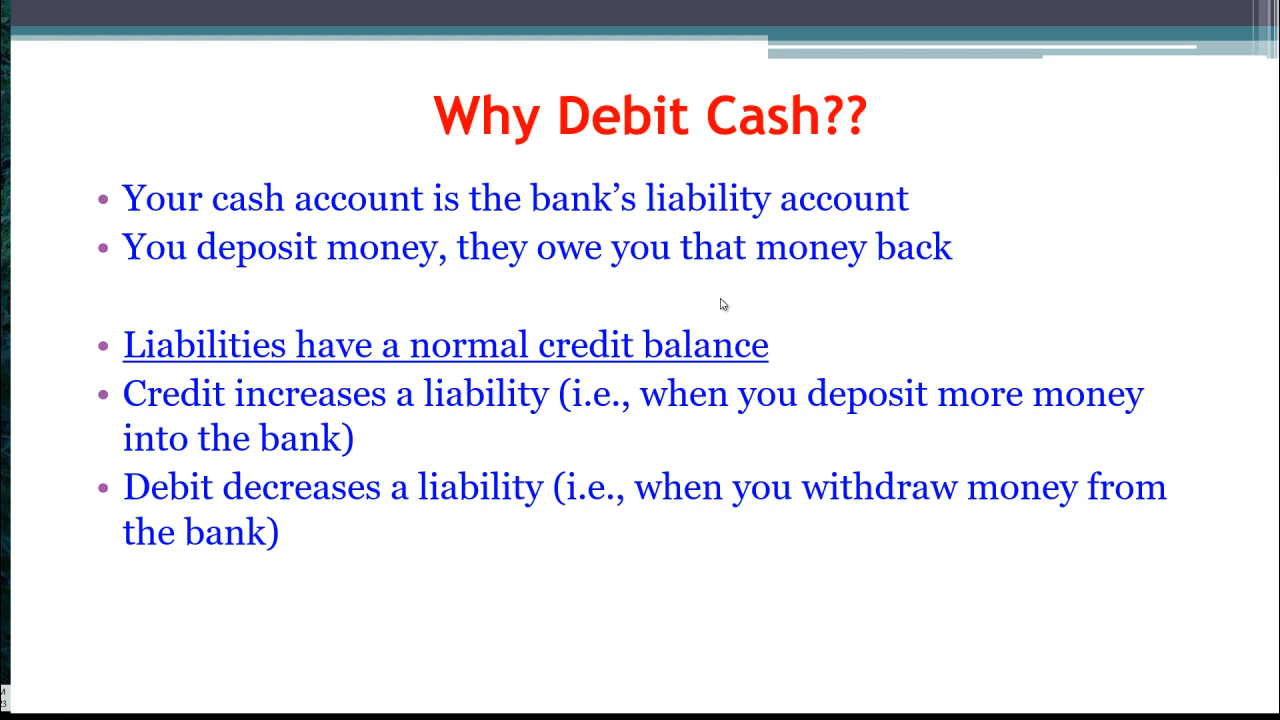 Why Debit Cash??
• Your cash account is the bank’s liability account
• You deposit money, they owe you that money back
• Liabilities have a normal credit balance
• Credit increases a liability (i.e., when you deposit more money
into the bank)
• Debit decreases a liability (i.e., when you withdraw money from
the bank)